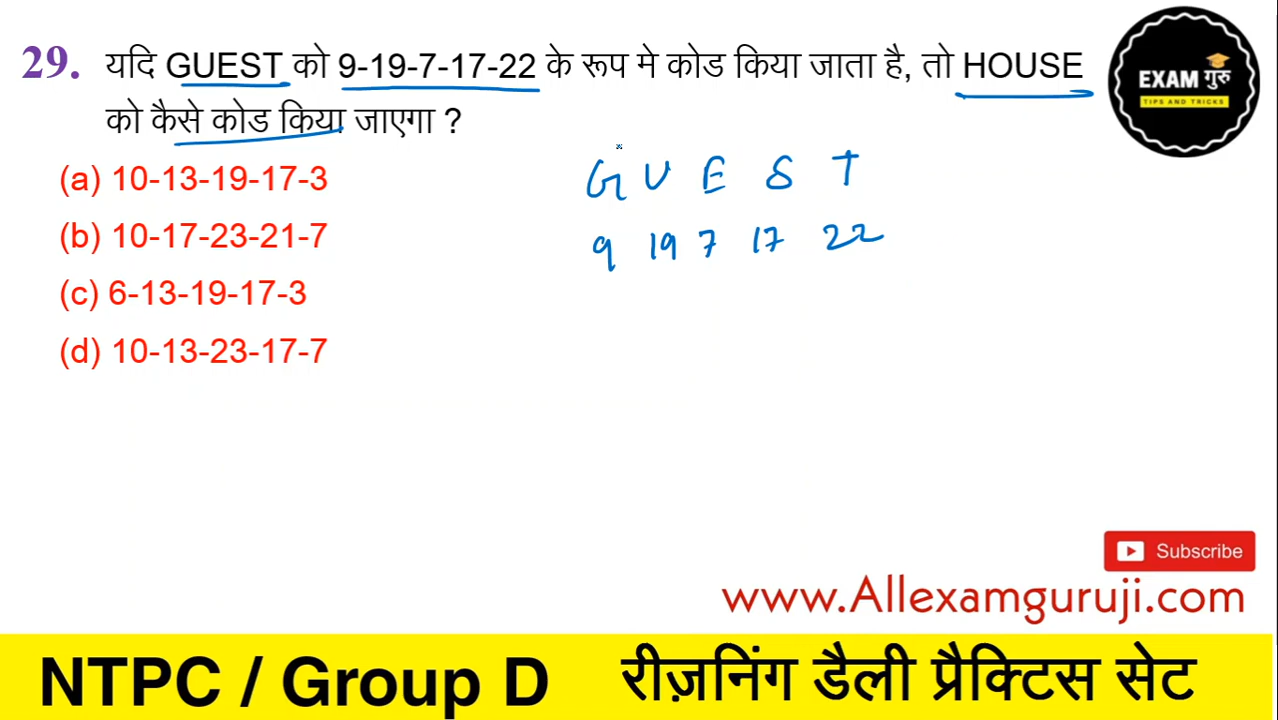 29. यदि GUEST को 9-19-7-17-22 के रूप मे कोड किया जाता है, तो HOUSE
को कैसे कोड किया जाएगा ?
(a) 10-13-19-17-3
(b) 10-17-23-21-7
(c) 6-13-19-17-3
(d) 10-13-23-17-7
G U E S T
9 19 7 17 22
EXAM गुरु
TIPS AND TRICKS
Subscribe
www.Allexamguruji.com
NTPC / Group D रीज़निंग डैली प्रैक्टिस सेट